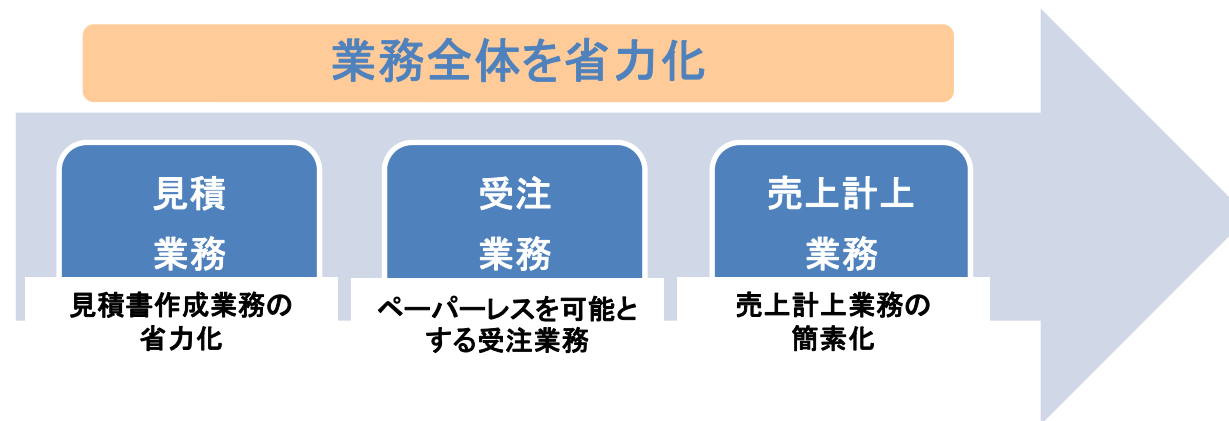 業務全体を省力化
見積
業務
見積書作成業務の
省力化
受注
業務
ペーパーレスを可能と
する受注業務
売上計上
業務
売上計上業務の
簡素化